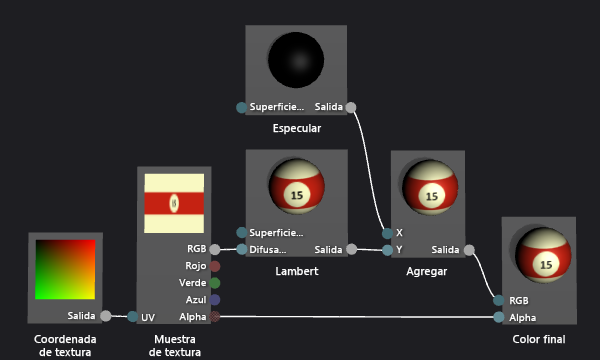 Superficie... Salida
Especular
15
Superficie...
Difusa... Salida
Lambert
15
X
Y Salida
Agregar
RGB
Rojo
Verde
Azul
UV Alpha
Muestra
de textura
Salida
Coordenada
de textura
15
RGB
Alpha
Color final